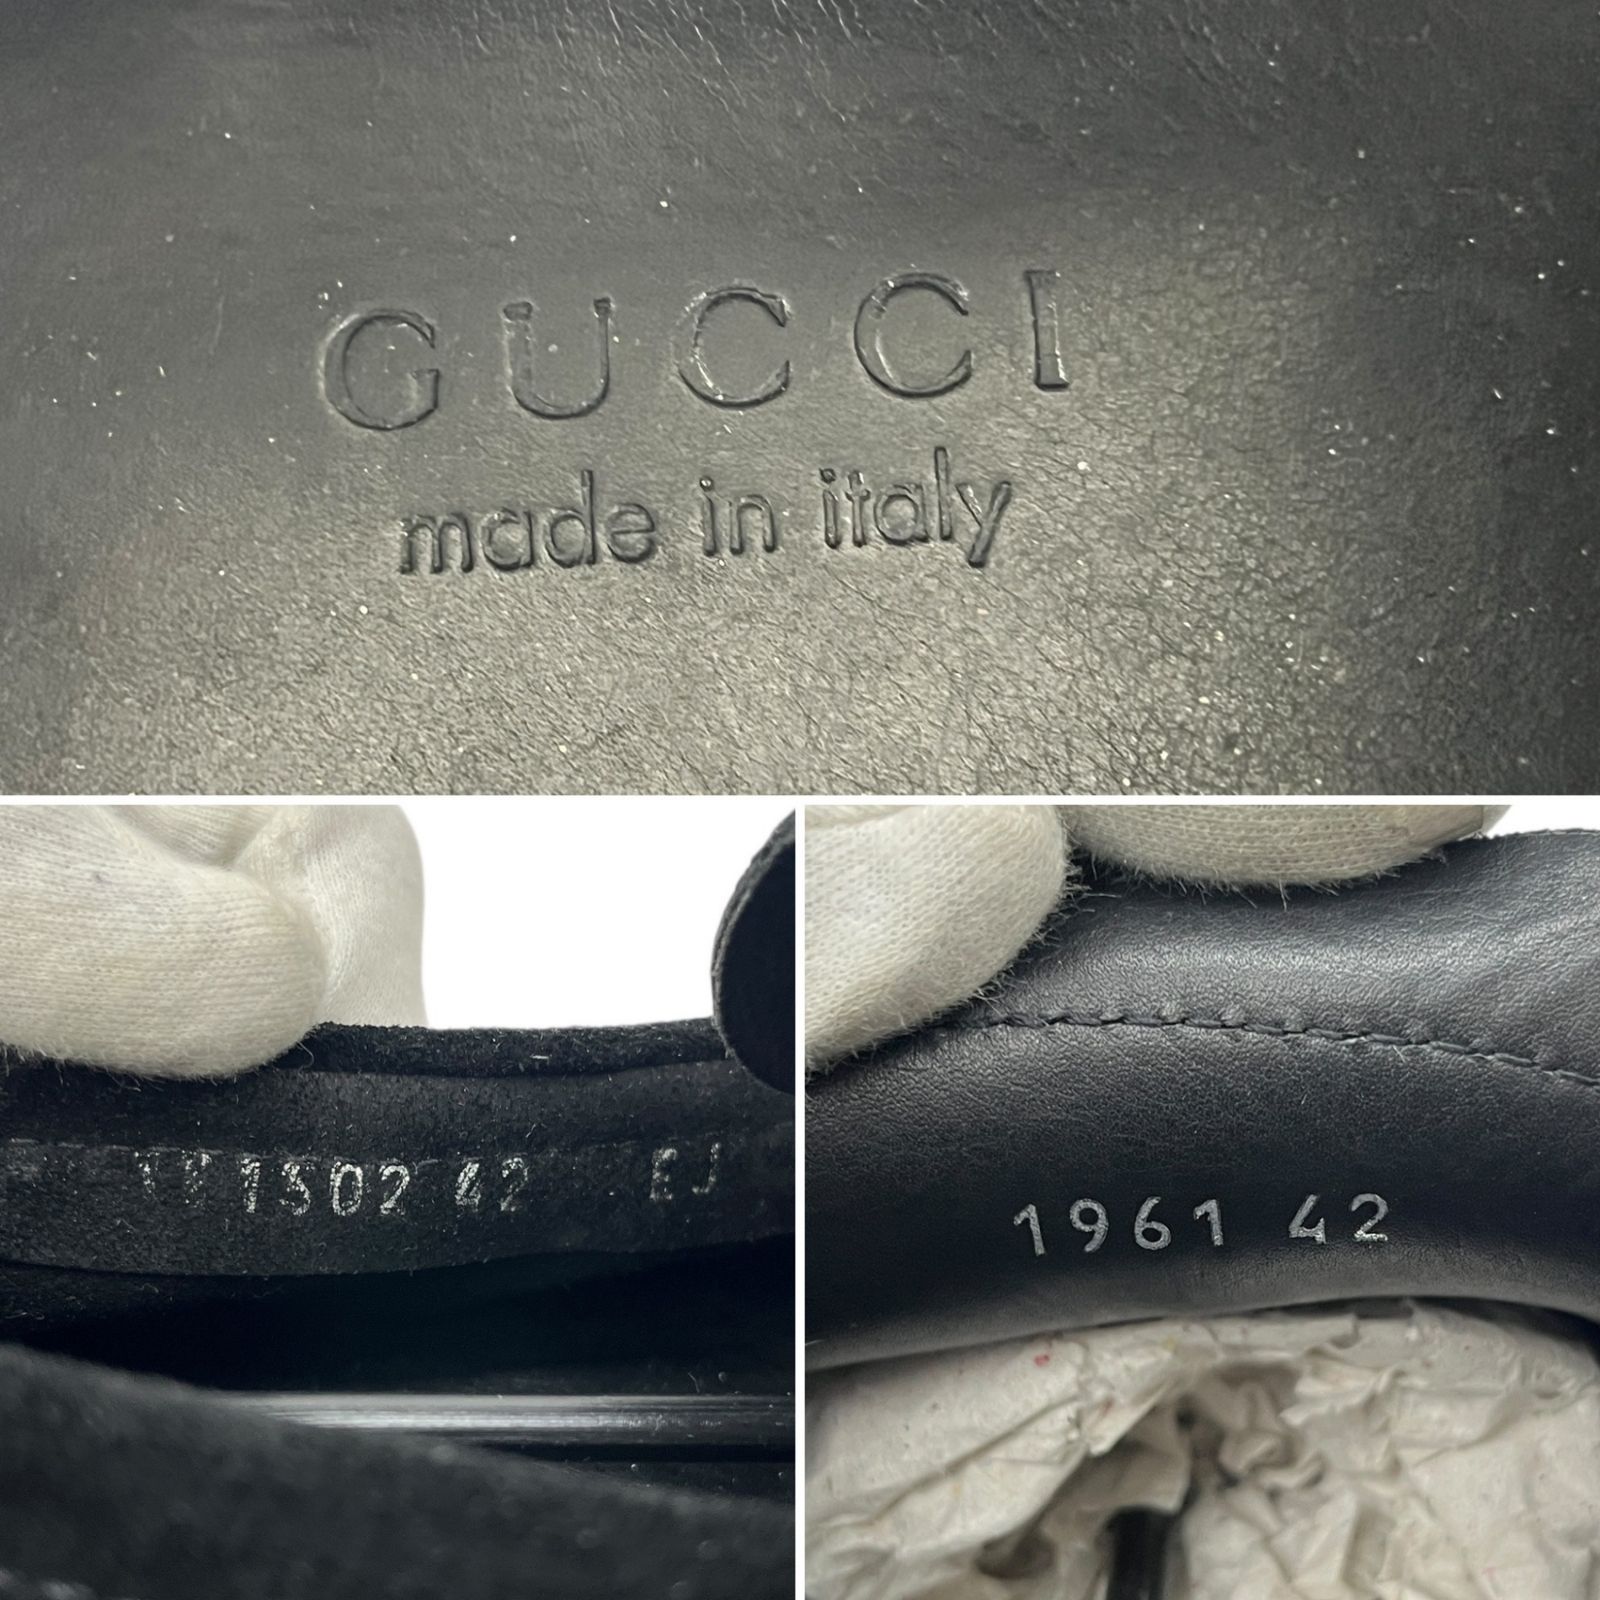 GUCCI
made in italy
1302 42 EJ
1961 42